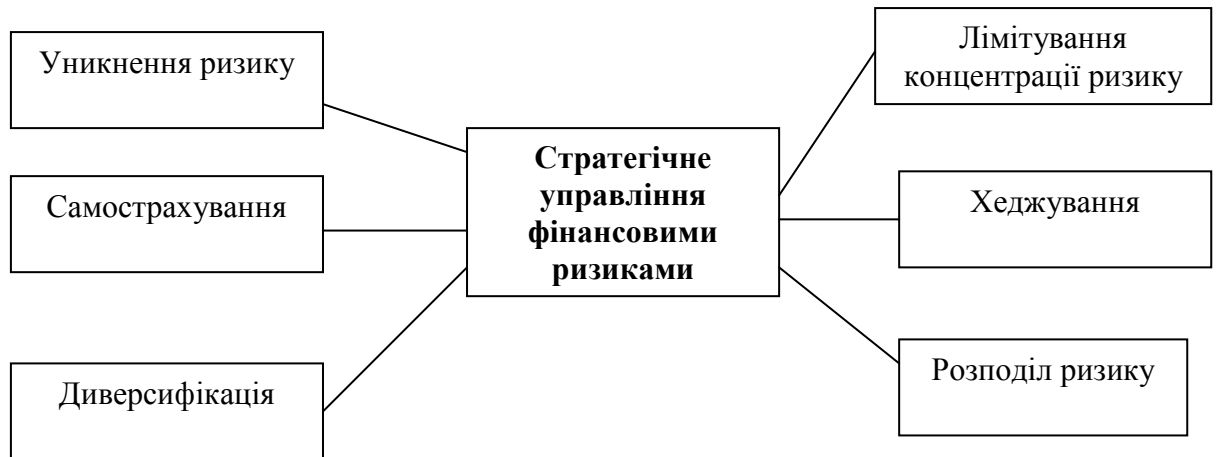 Уникнення ризику
Самострахування
Диверсифікація
Стратегічне
управління
фінансовими
ризиками
Лімітування
концентрації ризику
Хеджування
Розподіл ризику